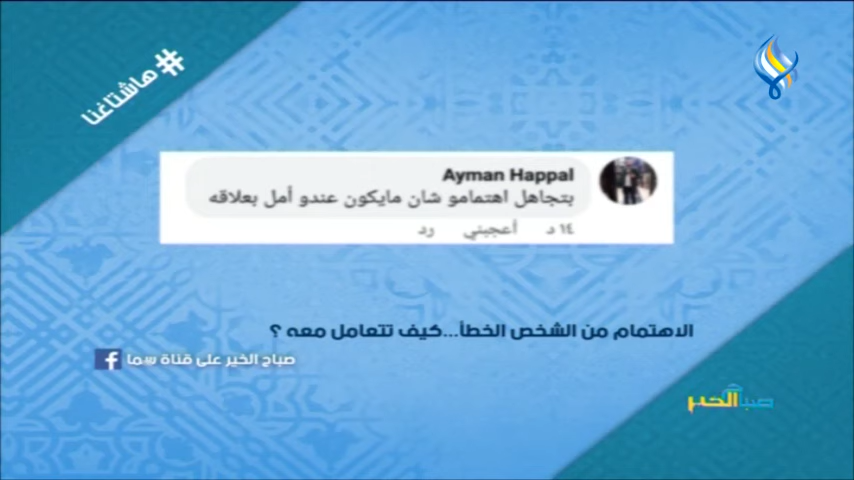 #هاشتاغنا
Ayman Happal
بتجاهل اهتمامو شان مايكون عندو أمل بعلاقه
١٤ د أعجبني رد
الاهتمام من الشخص الخطأ...كيف تتعامل معه ؟
صباح الخير على قناة سما
صباح الخير